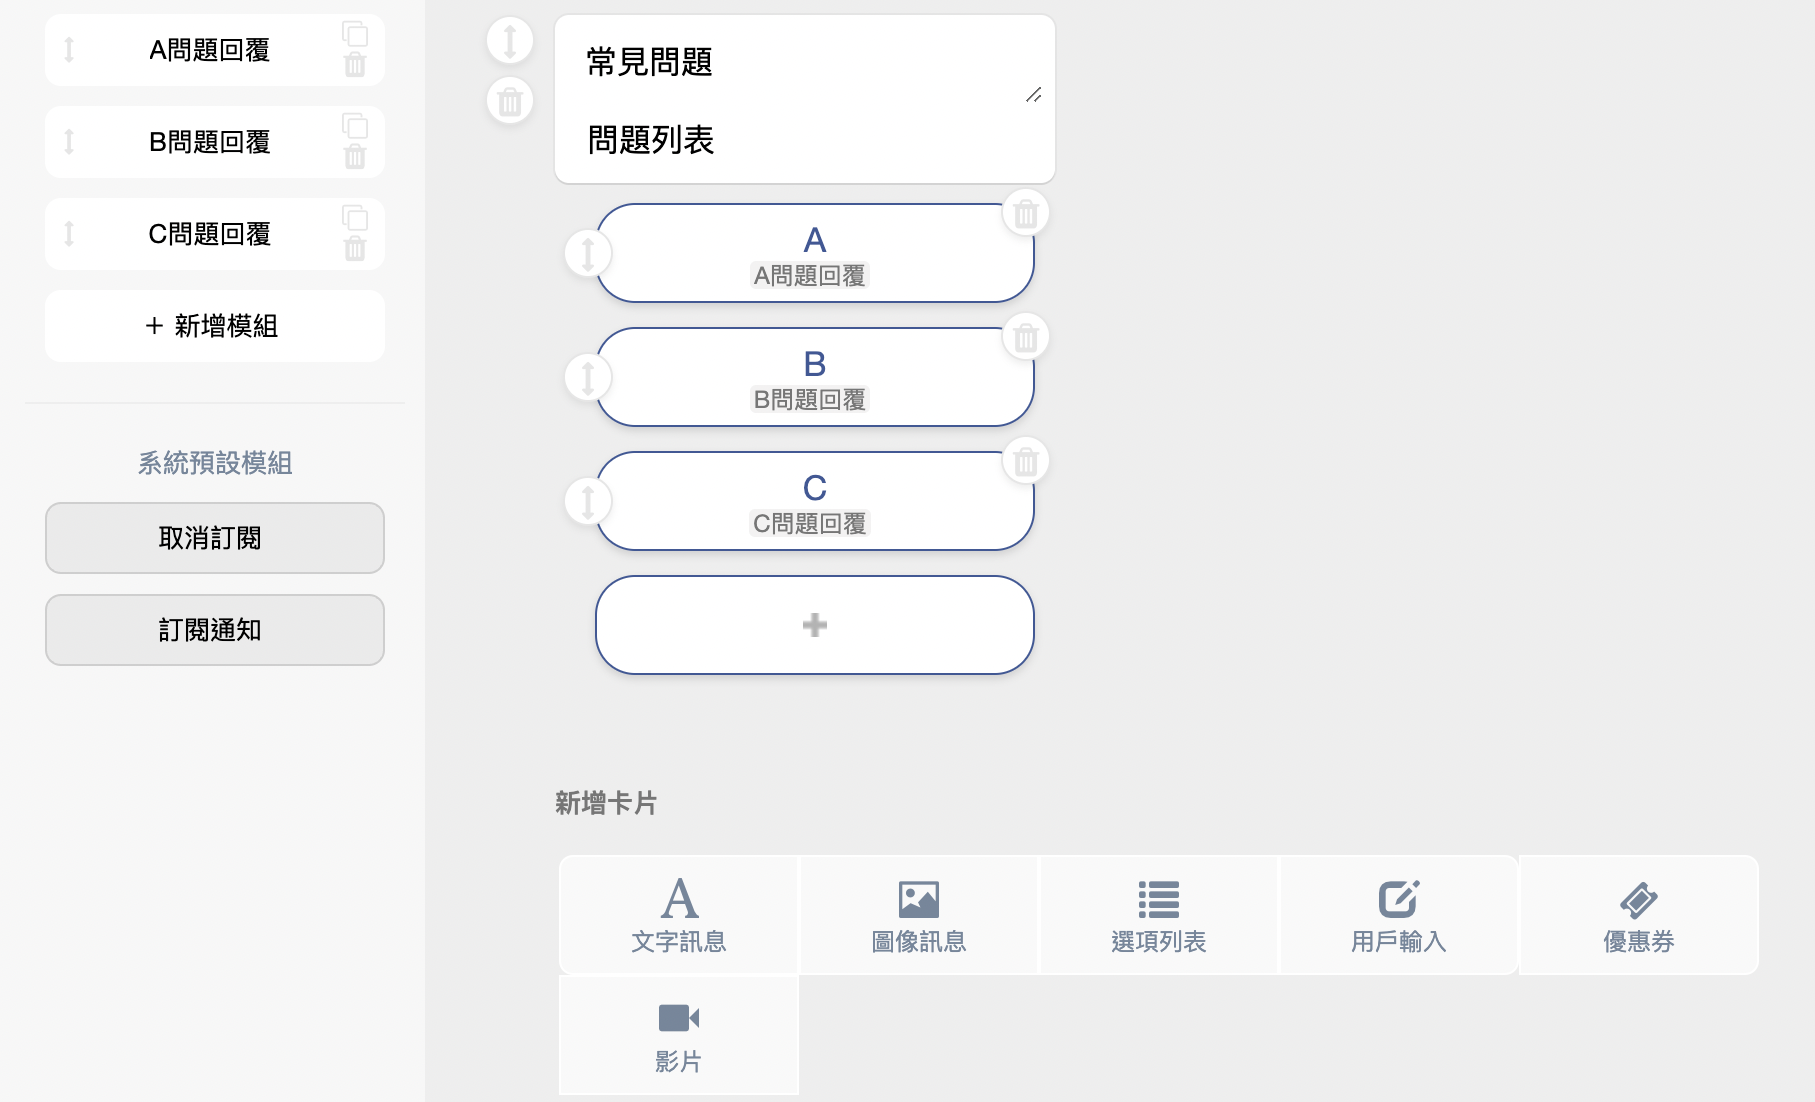 A問題回覆
B問題回覆
C問題回覆
+ 新增模組
系統預設模組
取消訂閱
訂閱通知
常見問題
問題列表
A
A問題回覆
B
B問題回覆
C
C問題回覆
新增卡片
文字訊息
圖像訊息
選項列表
用戶輸入
優惠券
影片